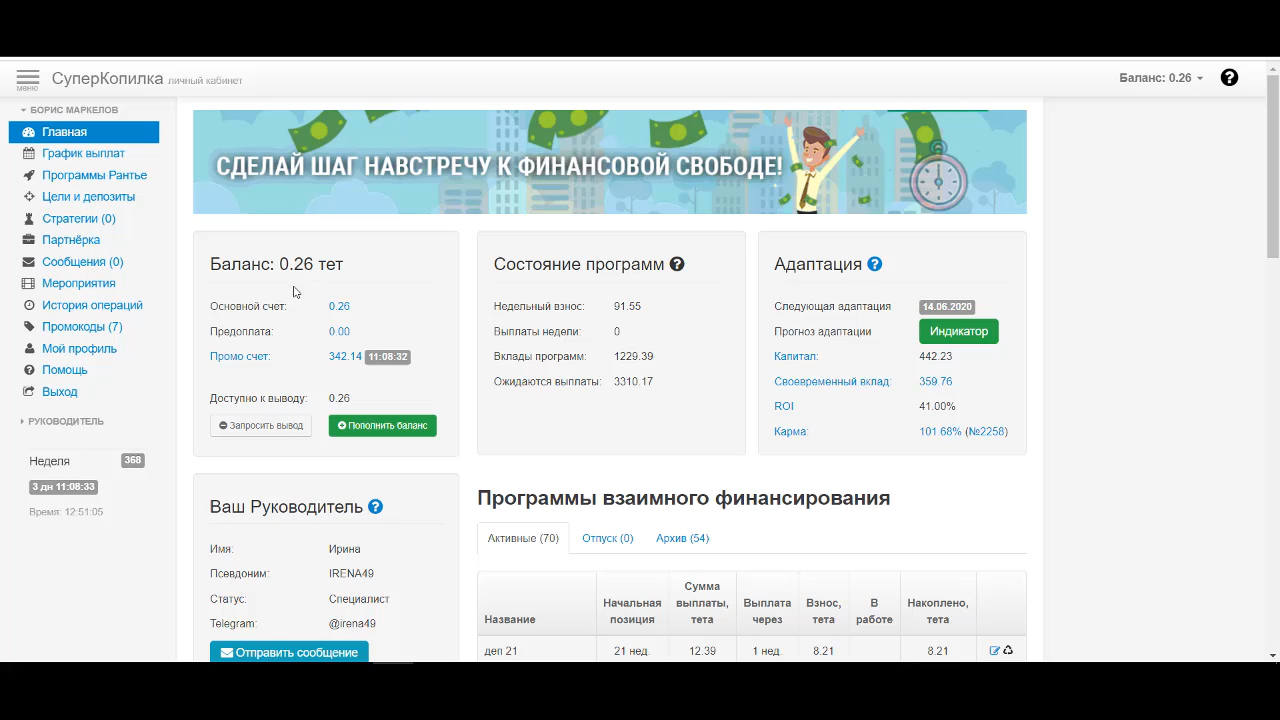 меню
СуперКопилка личный кабинет
Баланс: 0.26
БОРИС МАРКЕЛОВ
Главная
График выплат
Программы Рантье
Цели и депозиты
Стратегии (0)
Партнёрка
Сообщения (0)
Мероприятия
История операций
Промокоды (7)
Мой профиль
Помощь
Выход
РУКОВОДИТЕЛЬ
Неделя 368
3 дн 11:08:33
Время: 12:51:05
СДЕЛАЙ ШАГ НАВСТРЕЧУ К ФИНАНСОВОЙ СВОБОДЕ!
Баланс: 0.26 тет
Основной счет: 0.26
Предоплата: 0.00
Промо счет: 342.14 11:08:32
Доступно к выводу: 0.26
Запросить вывод Пополнить баланс
Состояние программ
Недельный взнос: 91.55
Выплаты недели: 0
Вклады программ: 1229.39
Ожидаются выплаты: 3310.17
Адаптация
Следующая адаптация 14.06.2020
Прогноз адаптации Индикатор
Капитал: 442.23
Своевременный вклад: 359.76
ROI 41.00%
Карма: 101.68% (№2258)
Ваш Руководитель
Имя: Ирина
Псевдоним: IRENA49
Статус: Специалист
Telegram: @irena49
Отправить сообщение
Программы взаимного финансирования
Активные (70) Отпуск (0) Архив (54)
Название Начальная позиция Сумма выплаты, тета Выплата через Взнос, тета В работе Накоплено, тета
деп 21 21 нед. 12.39 1 нед. 8.21 8.21